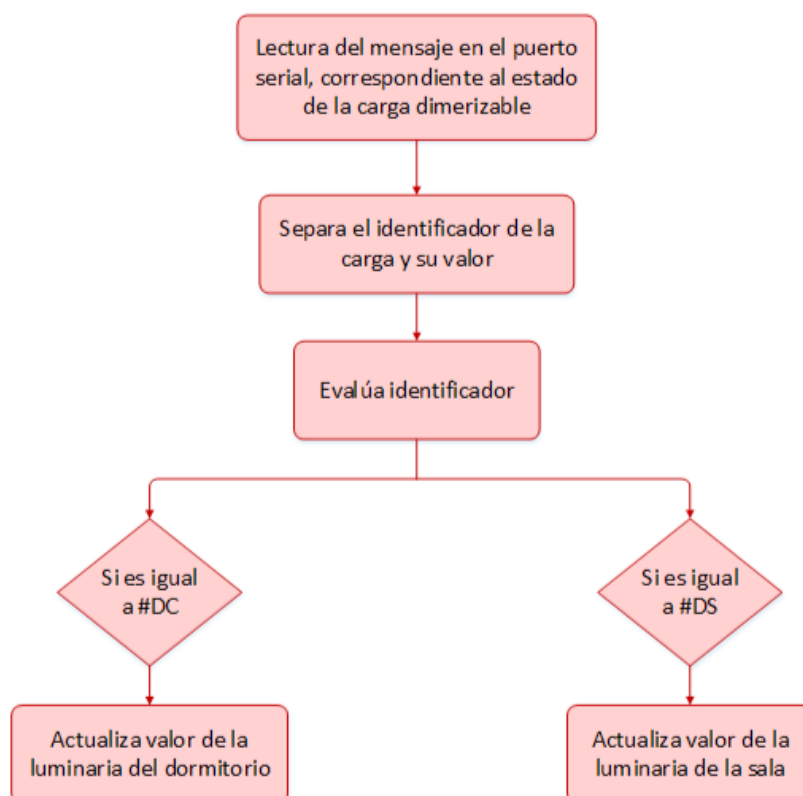 Lectura del mensaje en el puerto
serial, correspondiente al estado
de la carga dimerizable
Separa el identificador de la
carga y su valor
Evalúa identificador
Si es igual
a #DC
Si es igual
a #DS
Actualiza valor de la
luminaria del dormitorio
Actualiza valor de la
luminaria de la sala